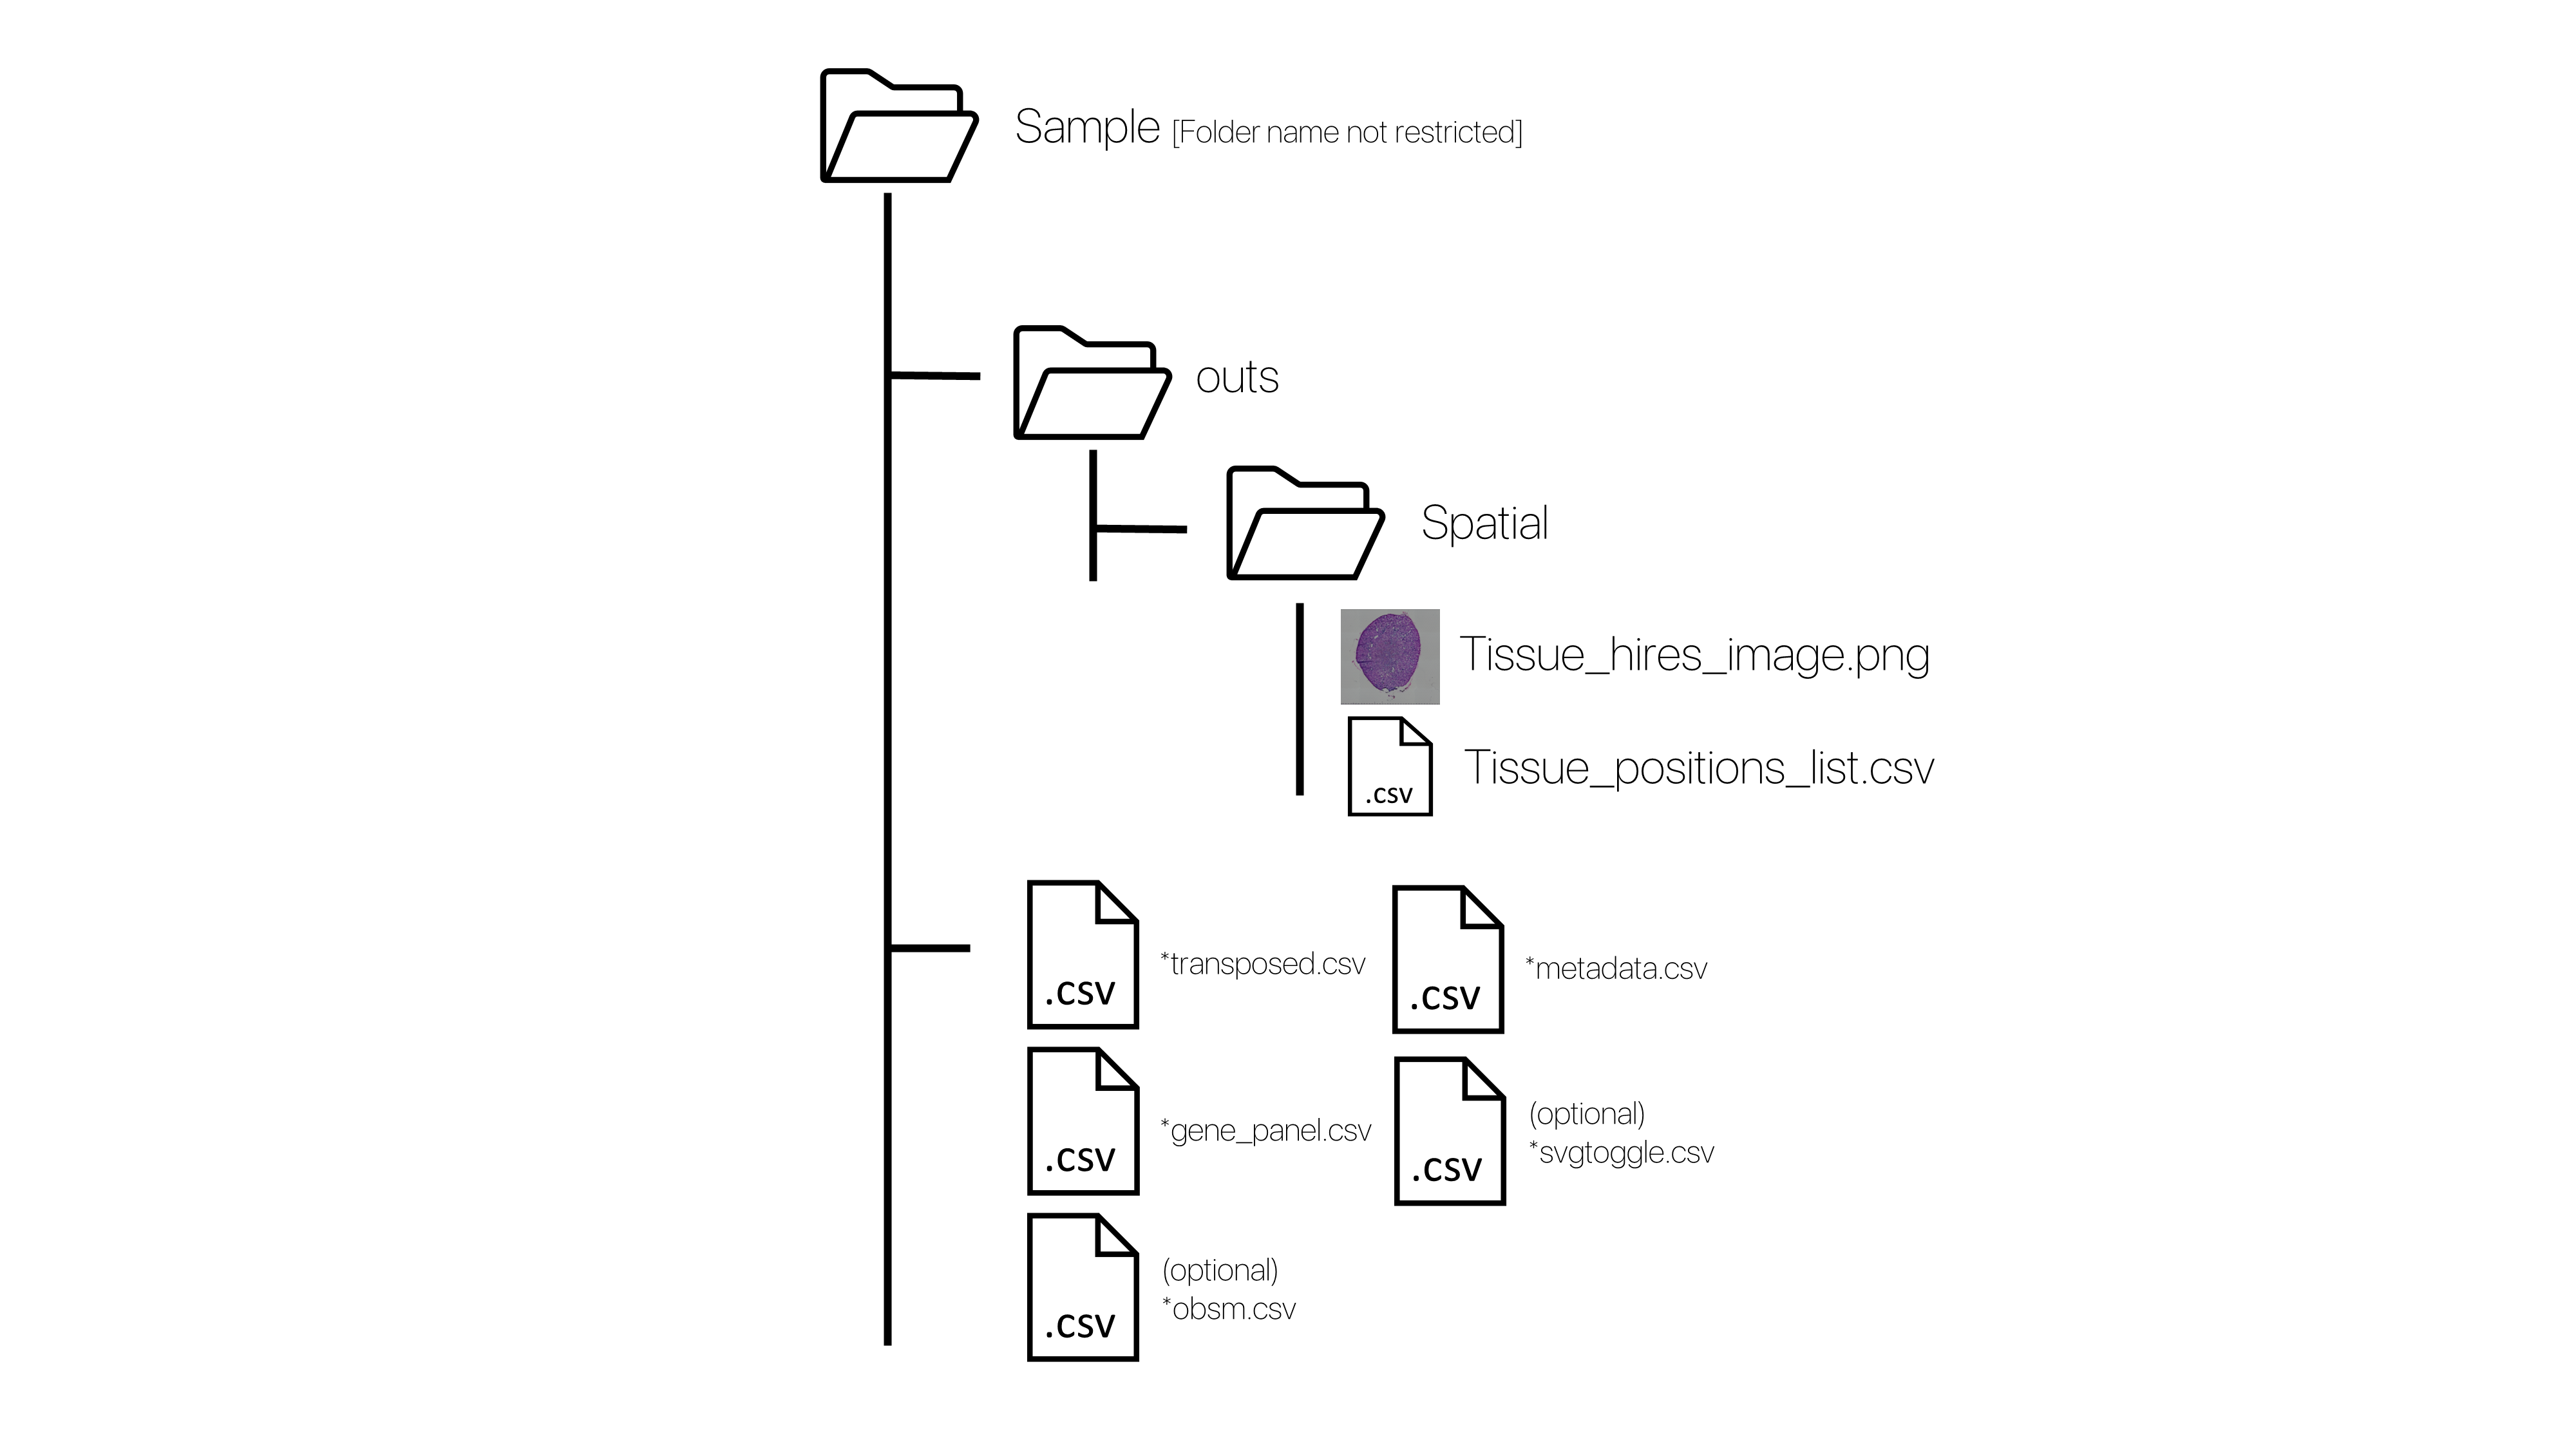 Sample [Folder name not restricted]
outs
Spatial
Tissue_hires_image.png
Tissue_positions_list.csv
.csv
*transposed.csv
.csv
*metadata.csv
.csv
*gene_panel.csv
.csv
(optional)
*svgtoggle.csv
.csv
(optional)
*obsm.csv
.csv